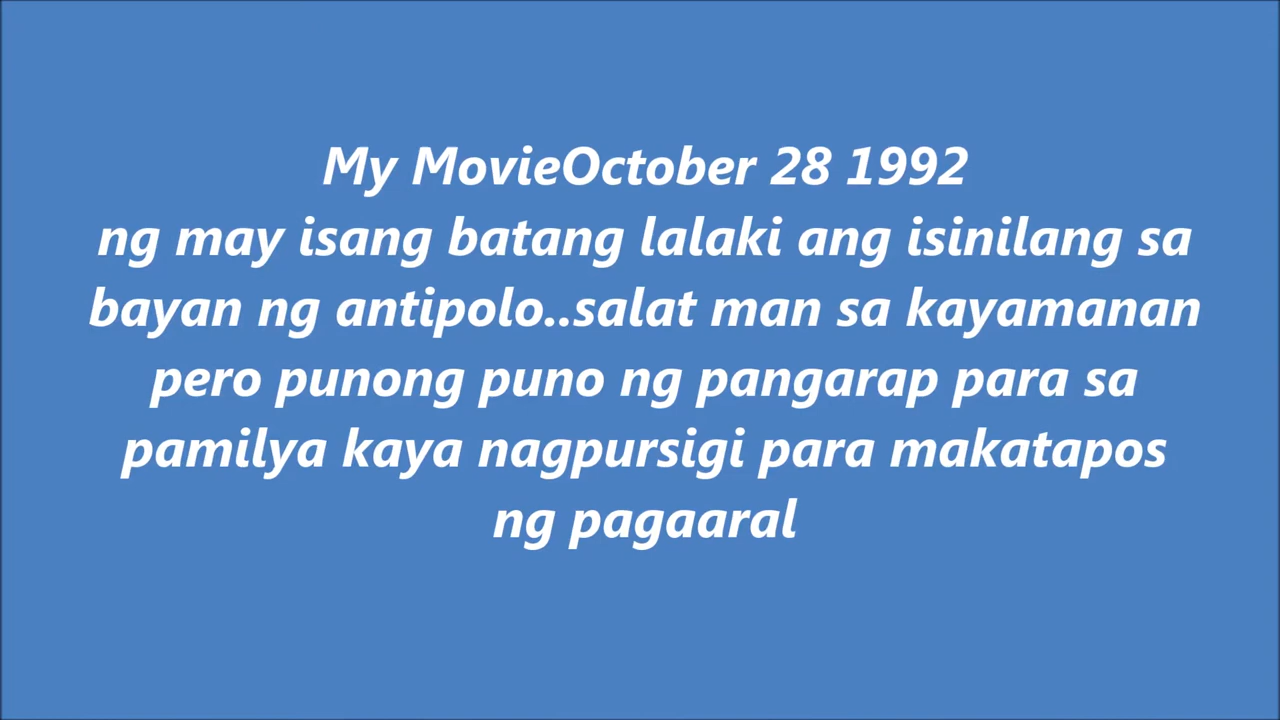 My MovieOctober 28 1992
ng may isang batang lalaki ang isinilang sa
bayan ng antipolo..salat man sa kayamanan
pero punong puno ng pangarap para sa
pamilya kaya nagpursigi para makatapos
ng pagaaral